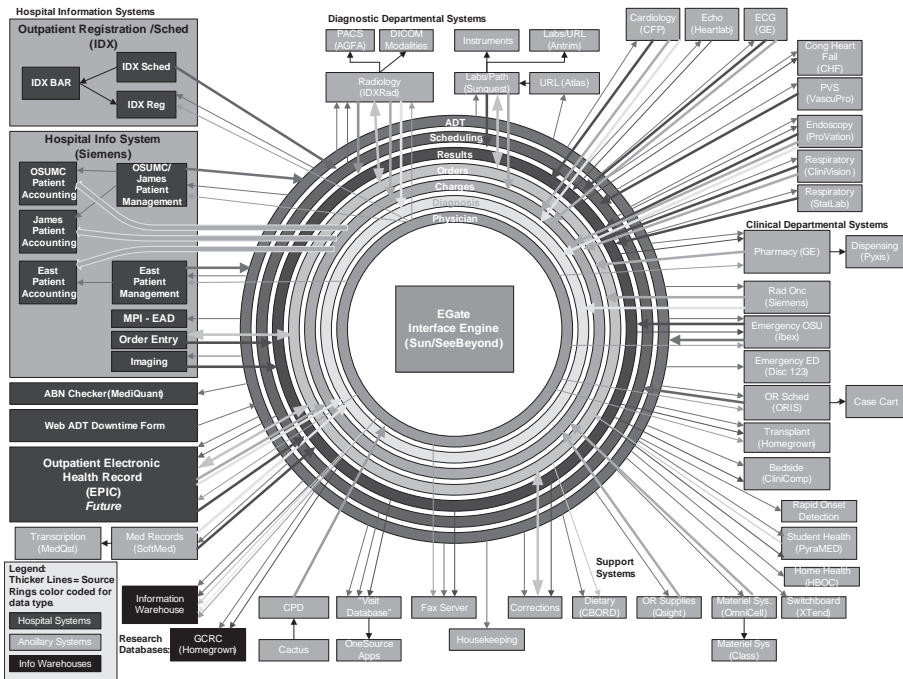 Hospital Information Systems
Outpatient Registration /Sched
(IDX)
IDX BAR
IDX Sched
IDX Reg
Hospital Info System
(Siemens)
OSUMC
Patient
Accounting
OSUMC/
James
Patient
Management
James
Patient
Accounting
East
Patient
Accounting
East
Patient
Management
MPI - EAD
Order Entry
Imaging
ABN Checker(MediQuant)
Web ADT Downtime Form
Outpatient Electronic
Health Record
(EPIC)
Future
Transcription
(MedQst)
Med Records
(SoftMed)
Legend:
Thicker Lines= Source
Rings color coded for
data type.
Hospital Systems
Ancillary Systems
Info Warehouses
Information
Warehouse
Research
Databases:
GCRC
(Homegrown)
Diagnostic Departmental Systems
PACS
(AGFA)
DICOM
Modalities
Radiology
(IDXRad)
Instruments
Labs/URL
(Antrim)
Labs/Path
(Sunquest)
URL (Atlas)
Cardiology
(CFP)
Echo
(Heartlab)
ECG
(GE)
Cong Heart
Fail
(CHF)
PVS
(VascuPro)
Endoscopy
(ProVation)
Respiratory
(CliniVision)
Respiratory
(StatLab)
ADT
Scheduling
Results
Orders
Charges
Diagnosis
Physician
EGate
Interface Engine
(Sun/SeeBeyond)
Clinical Departmental Systems
Pharmacy (GE)
Dispensing
(Pyxis)
Rad Onc
(Siemens)
Emergency OSU
(Ibex)
Emergency ED
(Disc 123)
OR Sched
(ORIS)
Case Cart
Transplant
(Homegrown)
Bedside
(CliniComp)
Rapid Onset
Detection
Student Health
(PyraMED)
Home Health
(HBOC)
Support
Systems
CPD
Cactus
"Visit
Database"
OneSource
Apps
Fax Server
Housekeeping
Corrections
Dietary
(CBORD)
OR Supplies
(Qsight)
Materiel Sys.
(OmniCell)
Materiel Sys
(Class)
Switchboard
(XTend)